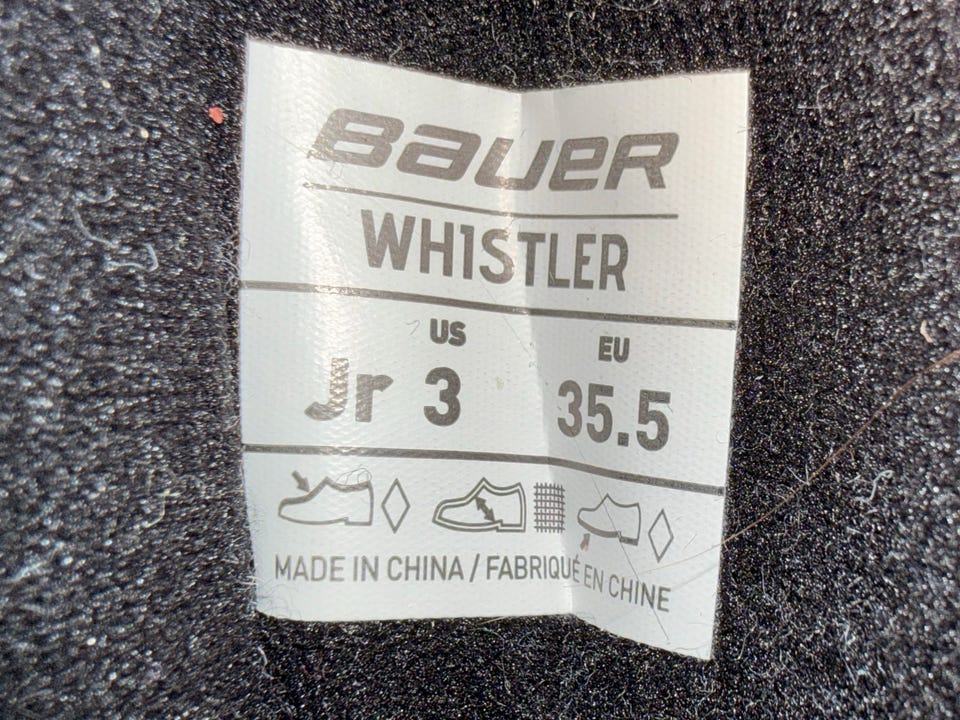 BAUER
WH1STLER
US EU
Jr 3 35.5
MADE IN CHINA / FABRIQUÉ EN CHINE